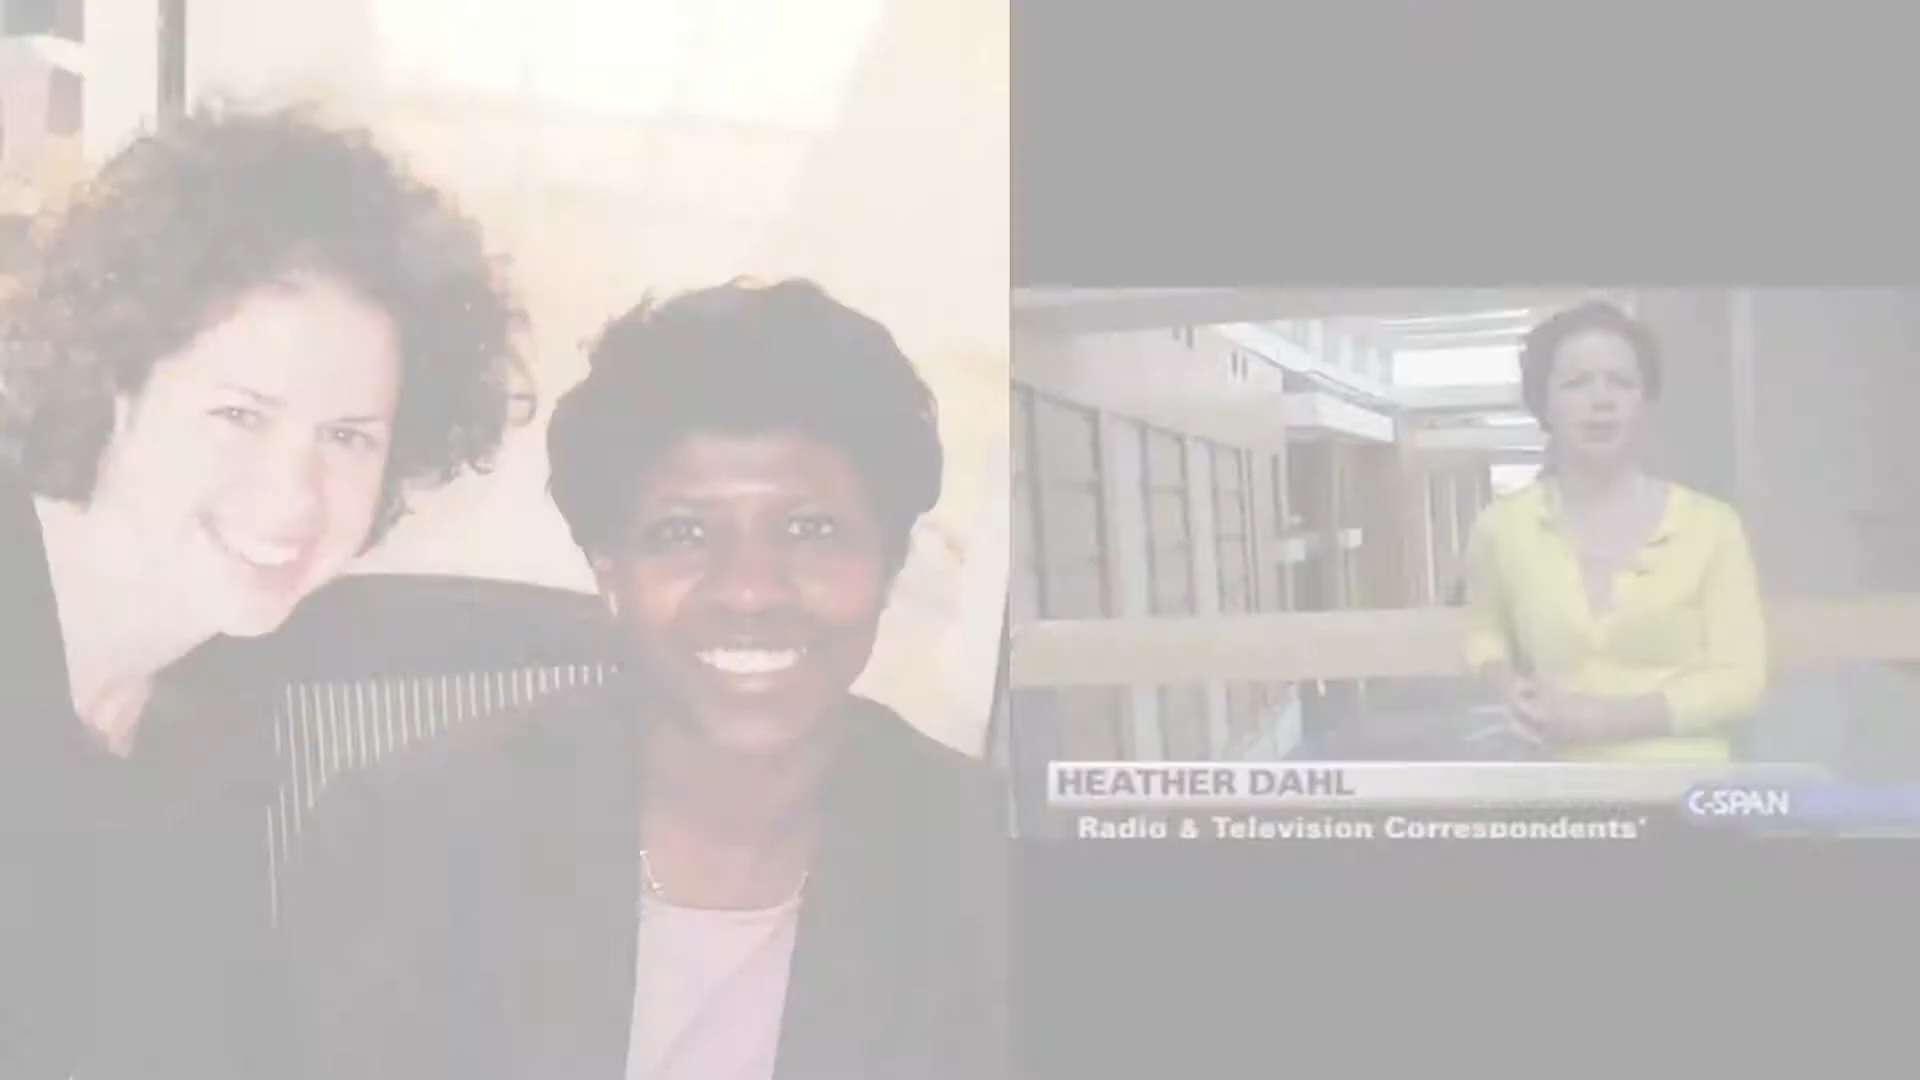 HEATHER DAHL
C-SPAN
Radio & Television Correspondents'